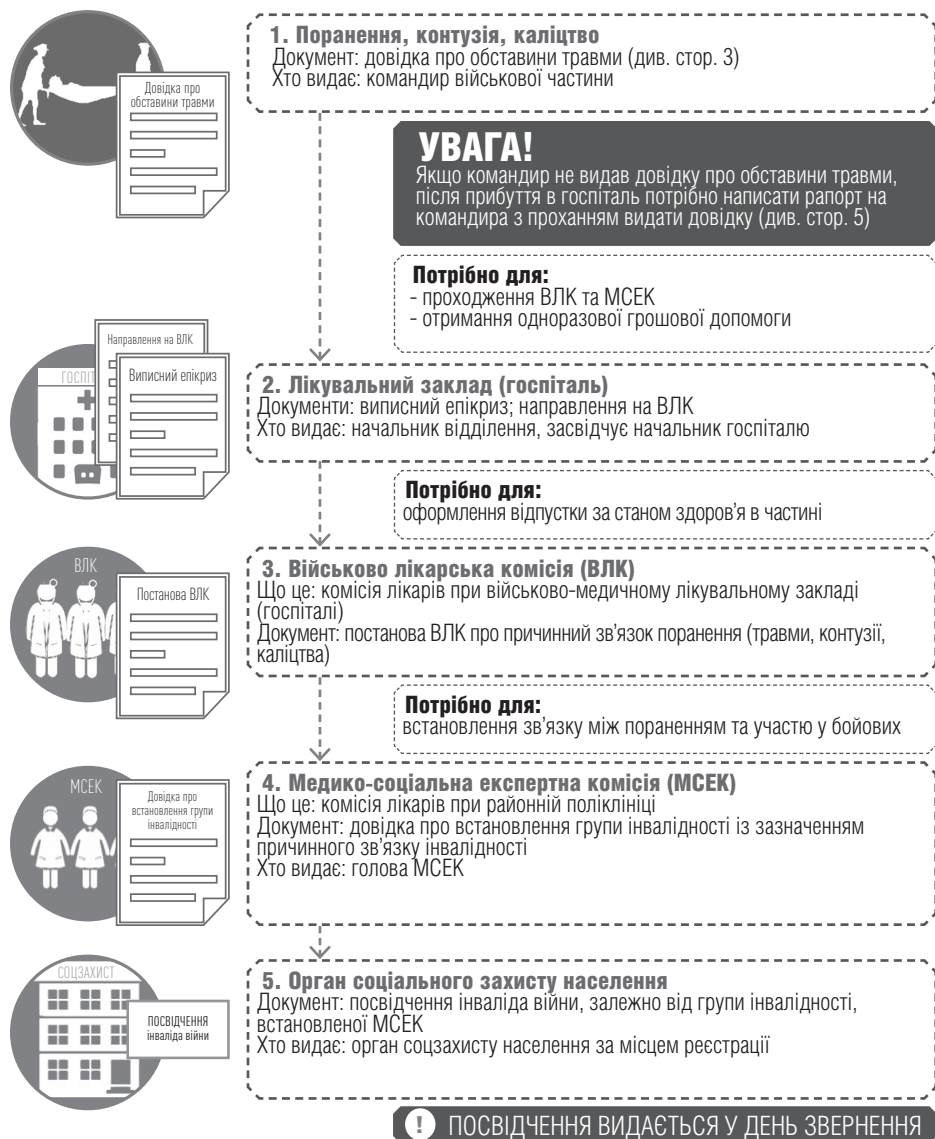 1. Поранення, контузія, каліцтво
Документ: довідка про обставини травми (див. стор. 3)
Хто видає: командир військової частини
Довідка про
обставини травми
УВАГА!
Якщо командир не видав довідку про обставини травми,
після прибуття в госпіталь потрібно написати рапорт на
командира з проханням видати довідку (див. стор. 5)
Потрібно для:
- проходження ВЛК та МСЕК
- отримання одноразової грошової допомоги
Направлення на ВЛК
Виписний епікриз
ГОСПІТ
2. Лікувальний заклад (госпіталь)
Документи: виписний епікриз; направлення на ВЛК
Хто видає: начальник відділення, засвідчує начальник госпіталю
Потрібно для:
оформлення відпустки за станом здоров'я в частині
ВЛК
Постанова ВЛК
3. Військово лікарська комісія (ВЛК)
Що це: комісія лікарів при військово-медичному лікувальному закладі
(госпіталі)
Документ: постанова ВЛК про причинний зв'язок поранення (травми, контузії,
каліцтва)
Потрібно для:
встановлення зв'язку між пораненням та участю у бойових
МСЕК
Довідка про
встановлення групи
інвалідності
4. Медико-соціальна експертна комісія (МСЕК)
Що це: комісія лікарів при районній поліклініці
Документ: довідка про встановлення групи інвалідності із зазначенням
причинного зв'язку інвалідності
Хто видає: голова МСЕК
СОЦЗАХИСТ
ПОСВІДЧЕННЯ
інваліда війни
5. Орган соціального захисту населення
Документ: посвідчення інваліда війни, залежно від групи інвалідності,
встановленої МСЕК
Хто видає: орган соцзахисту населення за місцем реєстрації
! ПОСВІДЧЕННЯ ВИДАЄТЬСЯ У ДЕНЬ ЗВЕРНЕННЯ